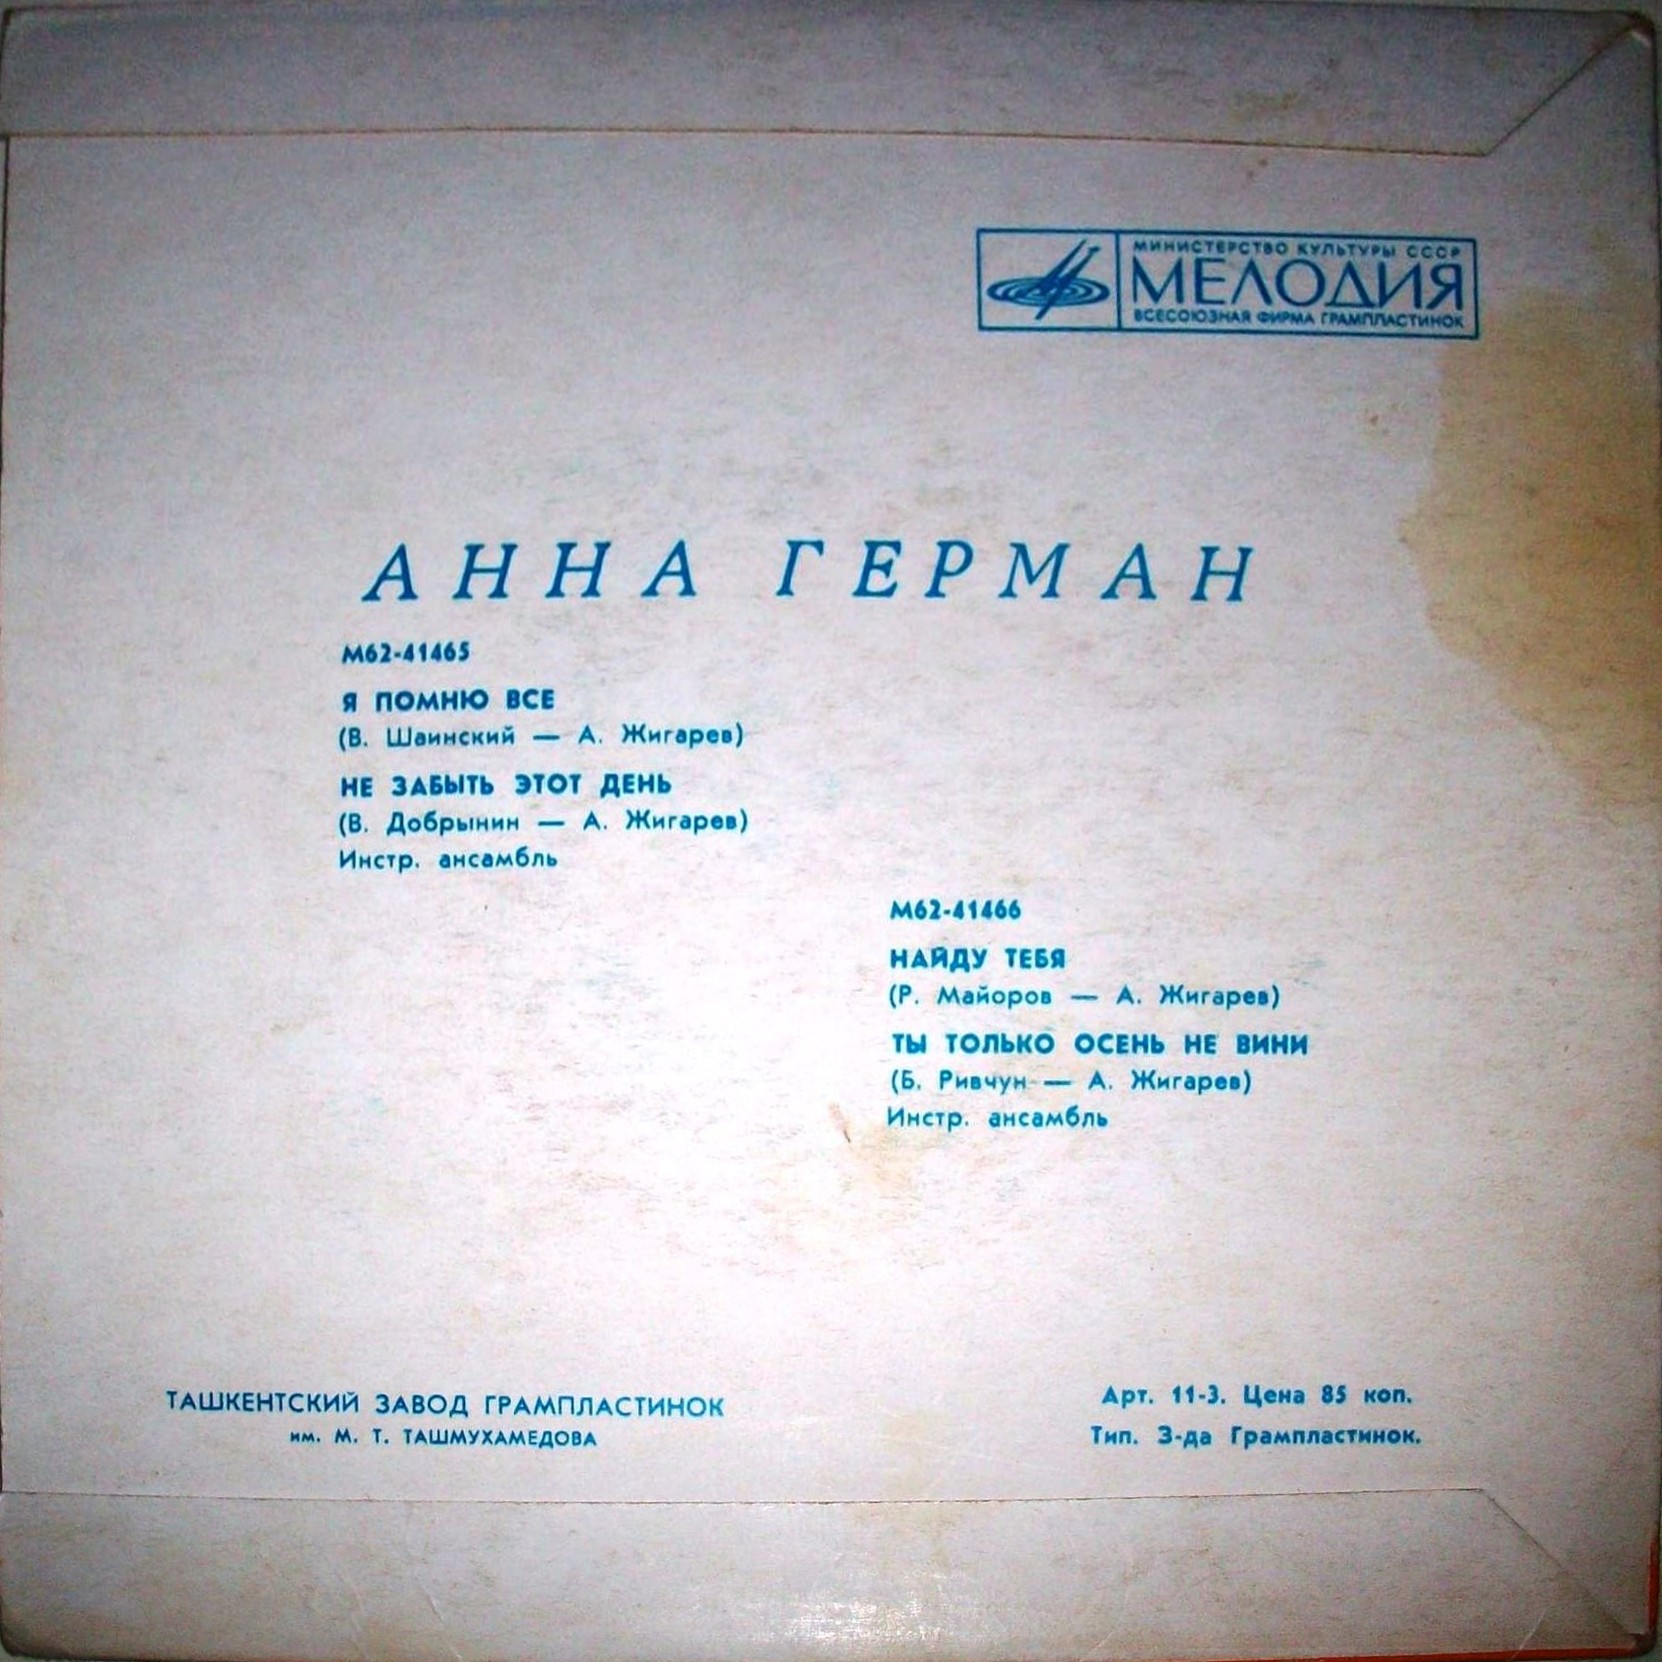 МИНИСТЕРСТВО КУЛЬТУРЫ СССР
МЕЛОДИЯ
ВСЕСОЮЗНАЯ ФИРМА ГРАМПЛАСТИНОК
АННА ГЕРМАН
М62-41465
Я ПОМНЮ ВСЕ
(В. Шаинский — А. Жигарев)
НЕ ЗАБЫТЬ ЭТОТ ДЕНЬ
(В. Добрынин — А. Жигарев)
Инстр. ансамбль
М62-41466
НАЙДУ ТЕБЯ
(Р. Майоров — А. Жигарев)
ТЫ ТОЛЬКО ОСЕНЬ НЕ ВИНИ
(Б. Ривчун — А. Жигарев)
Инстр. ансамбль
ТАШКЕНТСКИЙ ЗАВОД ГРАМПЛАСТИНОК
им. М. Т. ТАШМУХАМЕДОВА
Арт. 11-3. Цена 85 коп.
Тип. З-да Грампластинок.